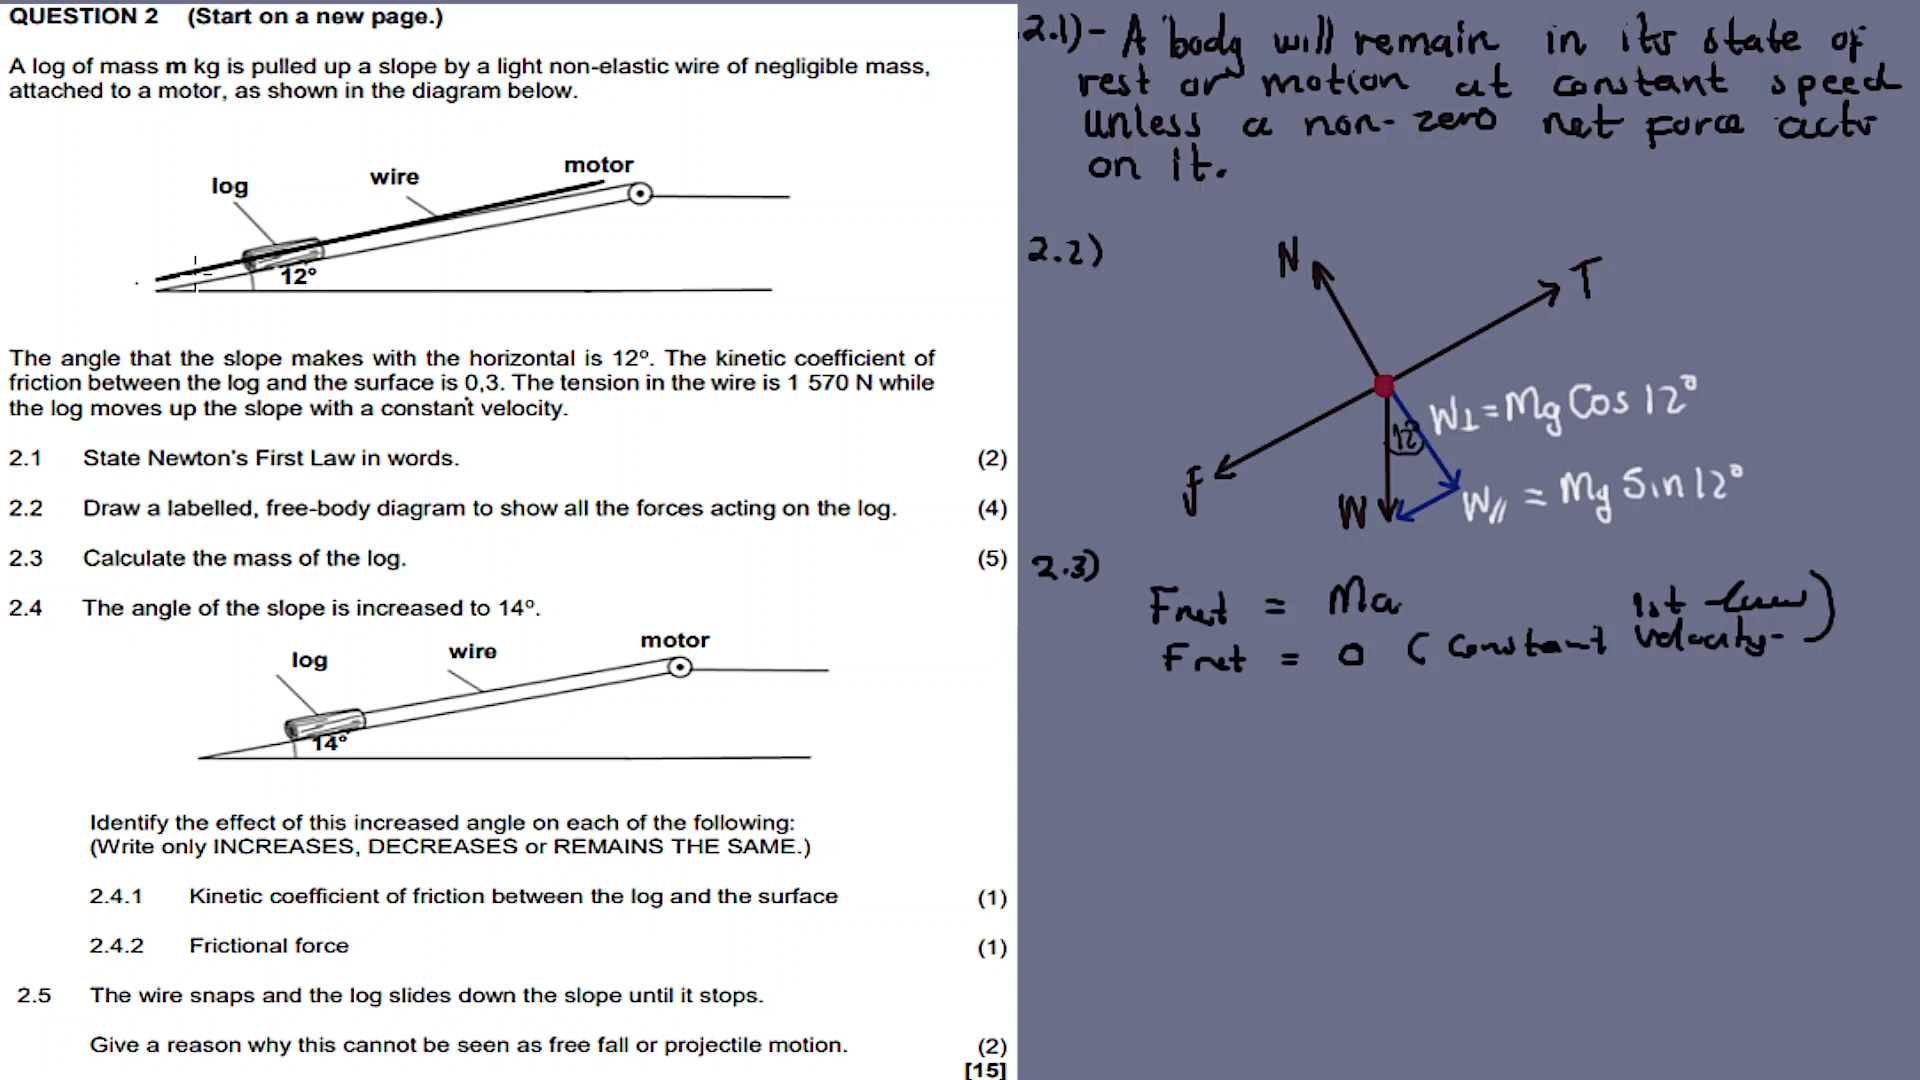 QUESTION 2 (Start on a new page.)
A log of mass m kg is pulled up a slope by a light non-elastic wire of negligible mass,
attached to a motor, as shown in the diagram below.
log
wire
motor
12°
The angle that the slope makes with the horizontal is 12°. The kinetic coefficient of
friction between the log and the surface is 0,3. The tension in the wire is 1 570 N while
the log moves up the slope with a constant velocity.
2.1 State Newton's First Law in words. (2)
2.2 Draw a labelled, free-body diagram to show all the forces acting on the log. (4)
2.3 Calculate the mass of the log. (5)
2.4 The angle of the slope is increased to 14°.
log
wire
motor
14°
Identify the effect of this increased angle on each of the following:
(Write only INCREASES, DECREASES or REMAINS THE SAME.)
2.4.1 Kinetic coefficient of friction between the log and the surface (1)
2.4.2 Frictional force (1)
2.5 The wire snaps and the log slides down the slope until it stops.
Give a reason why this cannot be seen as free fall or projectile motion. (2)
[15]
2.1) - A body will remain in its state of
rest or motion at constant speed
unless a non-zero net force acts
on it.
2.2)
N
T
12°
W⊥ = Mg Cos 12°
f
W
W// = Mg Sin 12°
2.3)
Fnet = Ma 1st law)
Fnet = 0 (Constant velocity-